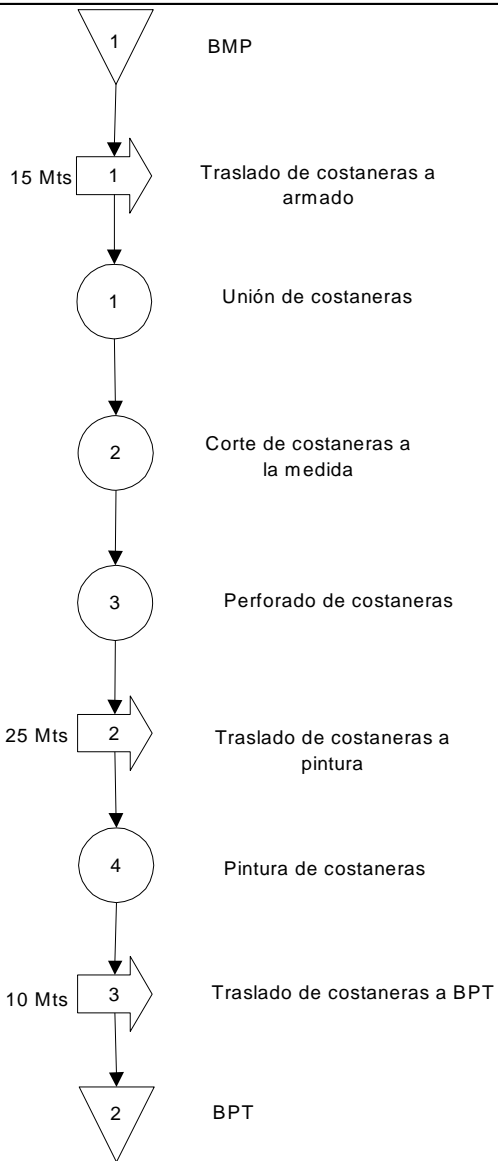 1
BMP
15 Mts
1
Traslado de costaneras a
armado
1
Unión de costaneras
2
Corte de costaneras a
la medida
3
Perforado de costaneras
25 Mts
2
Traslado de costaneras a
pintura
4
Pintura de costaneras
10 Mts
3
Traslado de costaneras a BPT
2
BPT